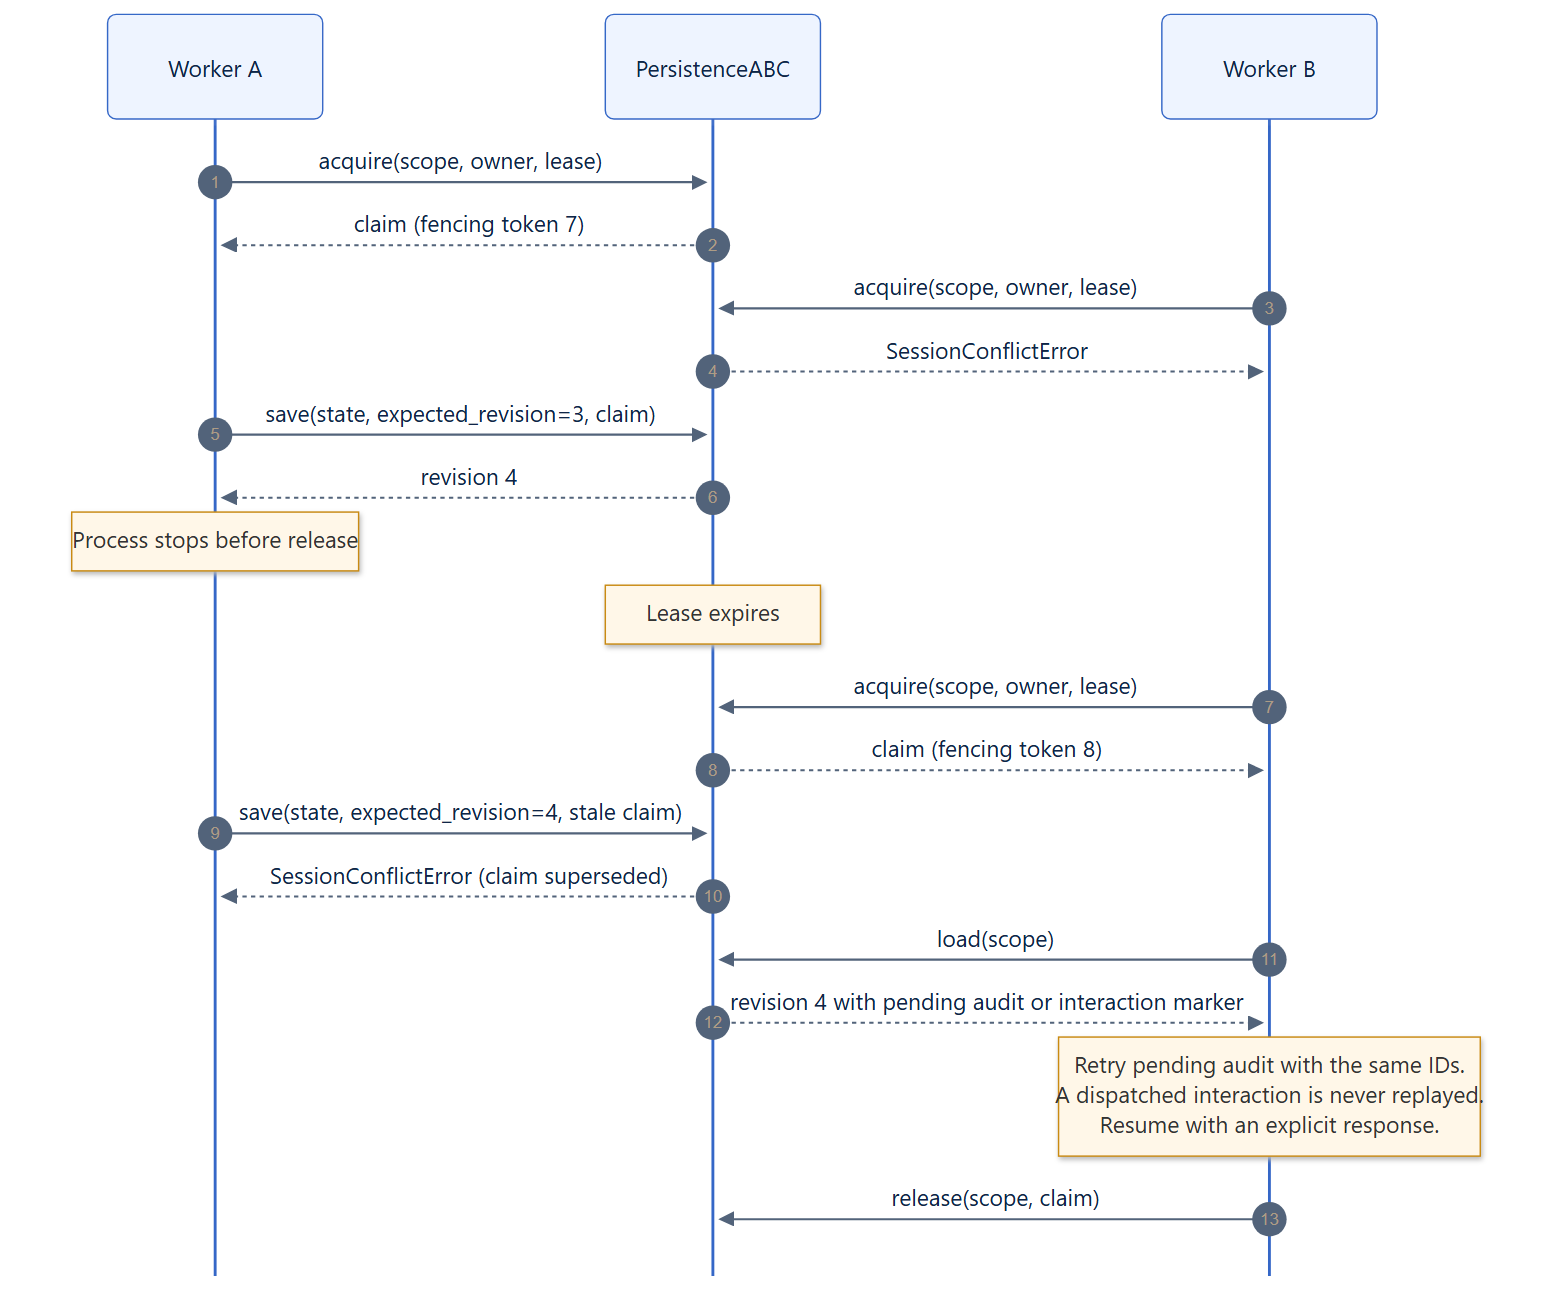 Worker A
PersistenceABC
Worker B
acquire(scope, owner, lease)
1
claim (fencing token 7)
2
acquire(scope, owner, lease)
3
SessionConflictError
4
save(state, expected_revision=3, claim)
5
revision 4
6
Process stops before release
Lease expires
acquire(scope, owner, lease)
7
claim (fencing token 8)
8
save(state, expected_revision=4, stale claim)
9
SessionConflictError (claim superseded)
10
load(scope)
11
revision 4 with pending audit or interaction marker
12
Retry pending audit with the same IDs.
A dispatched interaction is never replayed.
Resume with an explicit response.
release(scope, claim)
13